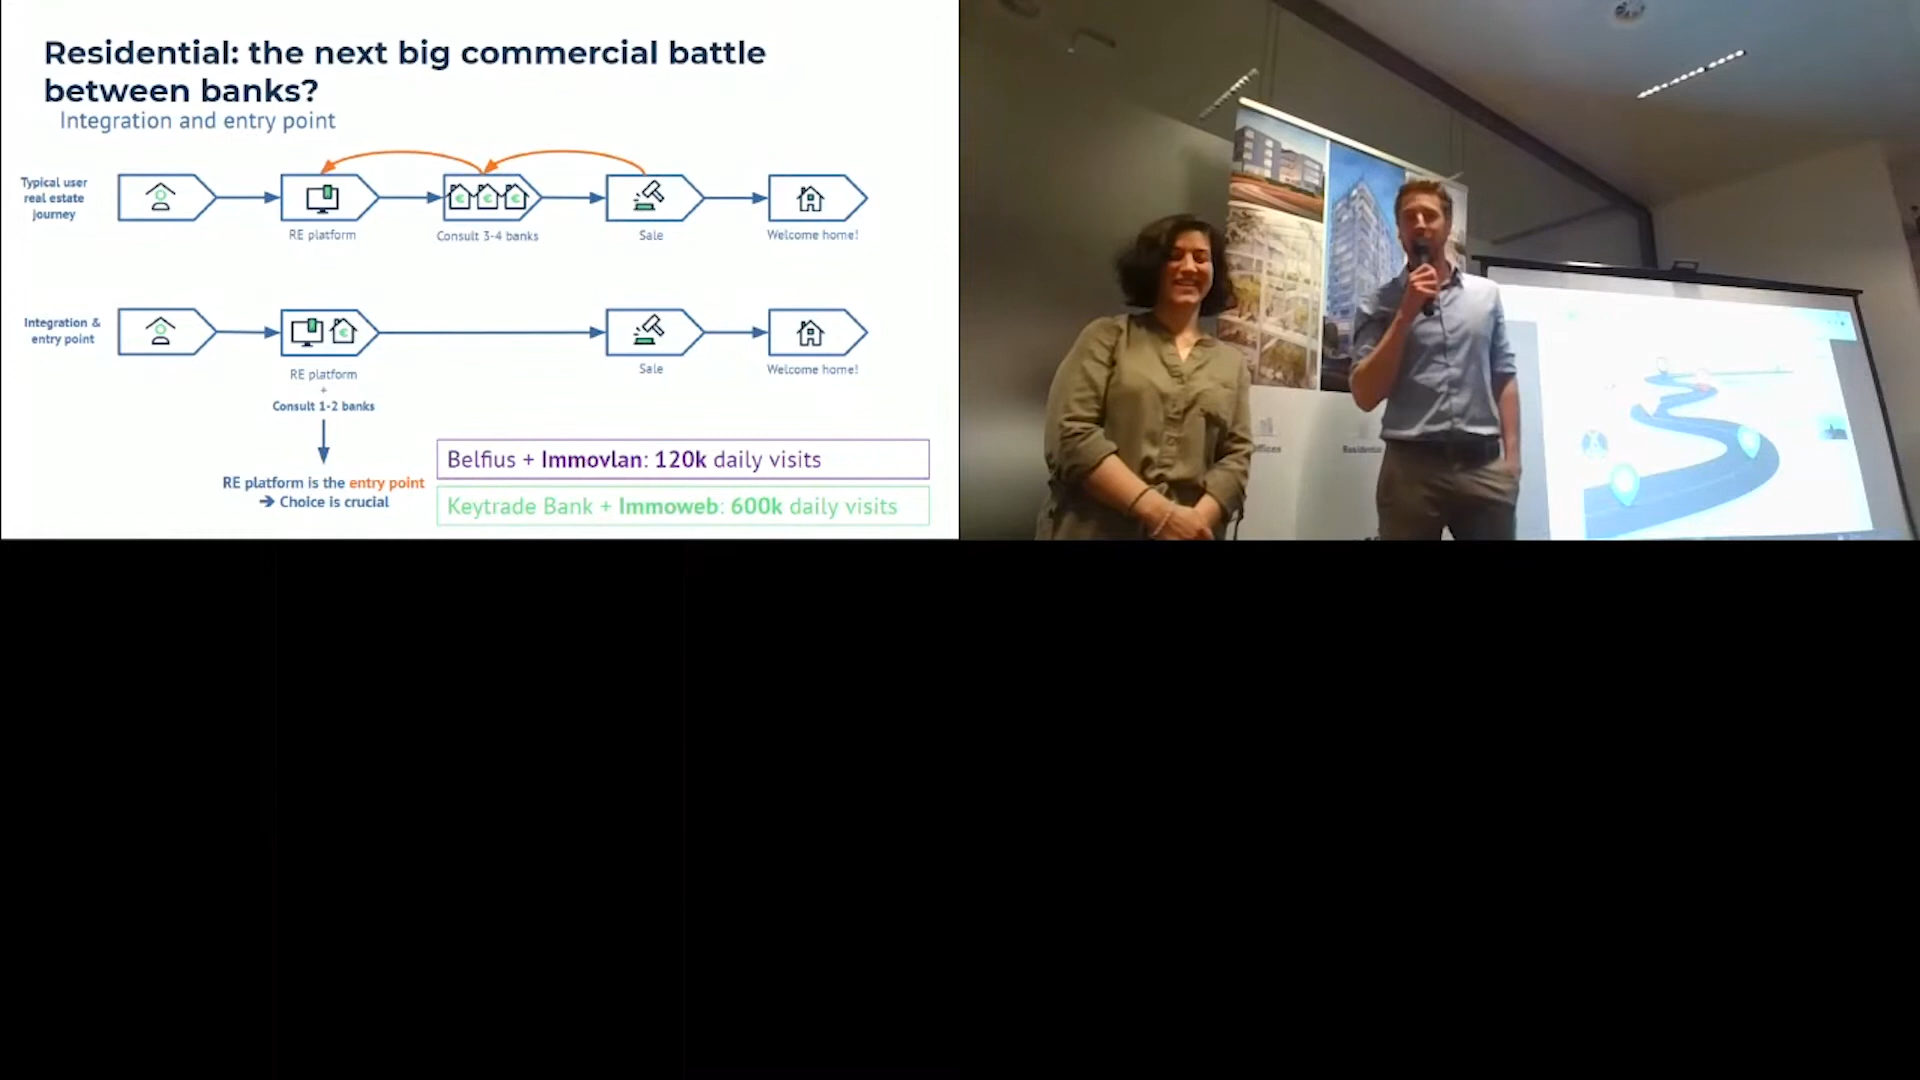 Residential: the next big commercial battle
between banks?
Integration and entry point
Typical user
real estate
journey
RE platform
Consult 3-4 banks
Sale
Welcome home!
Integration &
entry point
RE platform
+
Consult 1-2 banks
Sale
Welcome home!
RE platform is the entry point
➔ Choice is crucial
Belfius + Immovlan: 120k daily visits
Keytrade Bank + Immoweb: 600k daily visits
Offices
Residential